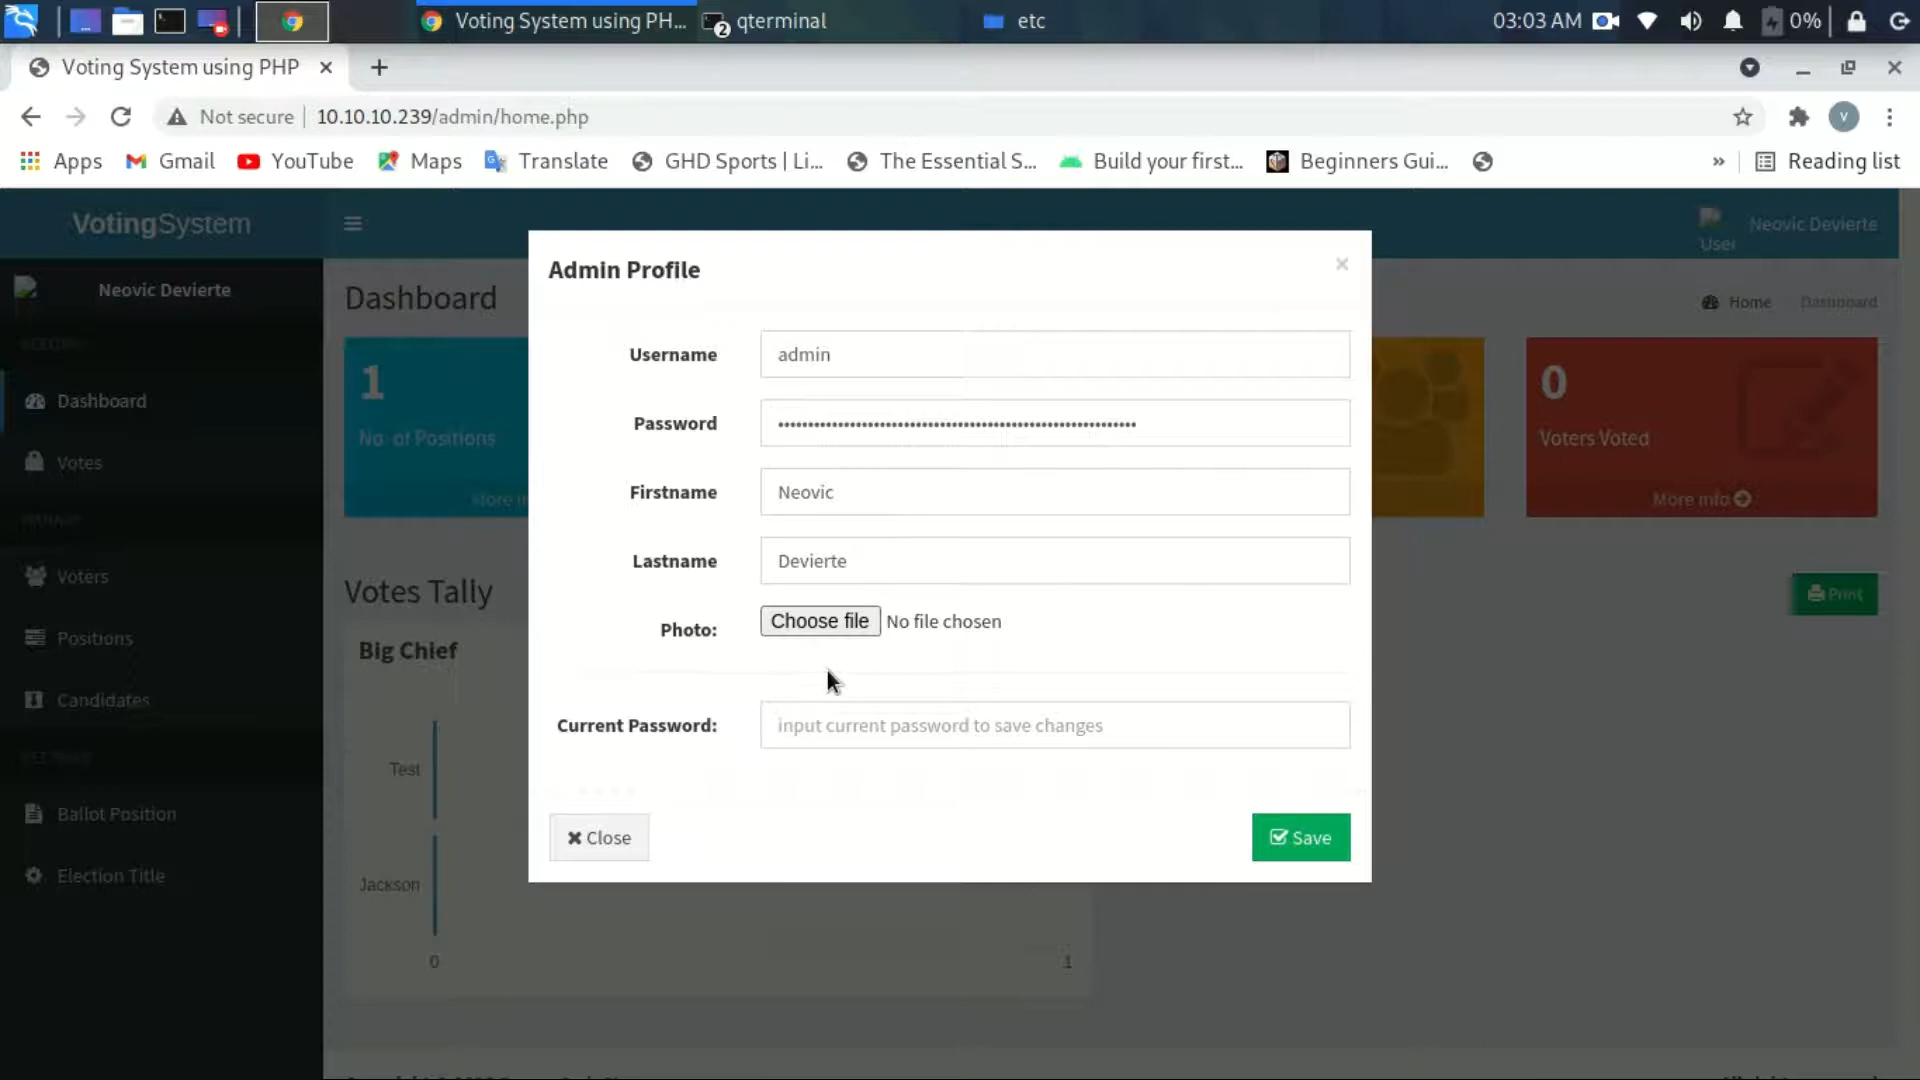 Voting System using PH...
2 qterminal
etc
03:03 AM
0%
Voting System using PHP
Not secure
10.10.10.239/admin/home.php
V
Apps
Gmail
YouTube
Maps
Translate
GHD Sports | Li...
The Essential S...
Build your first...
Beginners Gui...
»
Reading list
VotingSystem
User
Neovic Devierte
Neovic Devierte
Dashboard
Votes
Voters
Positions
Candidates
Ballot Position
Election Title
Dashboard
Home
Dashboard
1
No. of Positions
0
Voters Voted
More info
Votes Tally
Print
Big Chief
Test
Jackson
0
1
Admin Profile
×
Username
admin
Password
Firstname
Neovic
Lastname
Devierte
Photo:
Choose file No file chosen
Current Password:
input current password to save changes
Close
Save